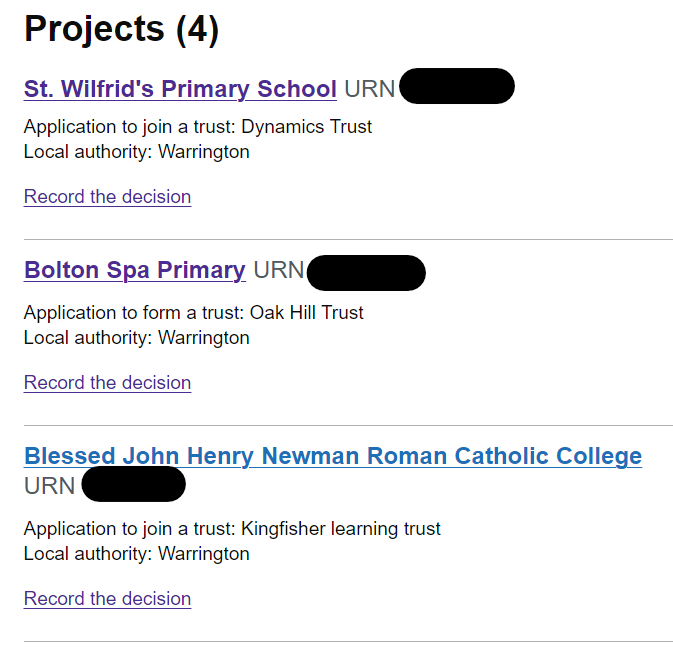 Projects (4)
St. Wilfrid's Primary School URN
Application to join a trust: Dynamics Trust
Local authority: Warrington
Record the decision
Bolton Spa Primary URN
Application to form a trust: Oak Hill Trust
Local authority: Warrington
Record the decision
Blessed John Henry Newman Roman Catholic College
URN
Application to join a trust: Kingfisher learning trust
Local authority: Warrington
Record the decision